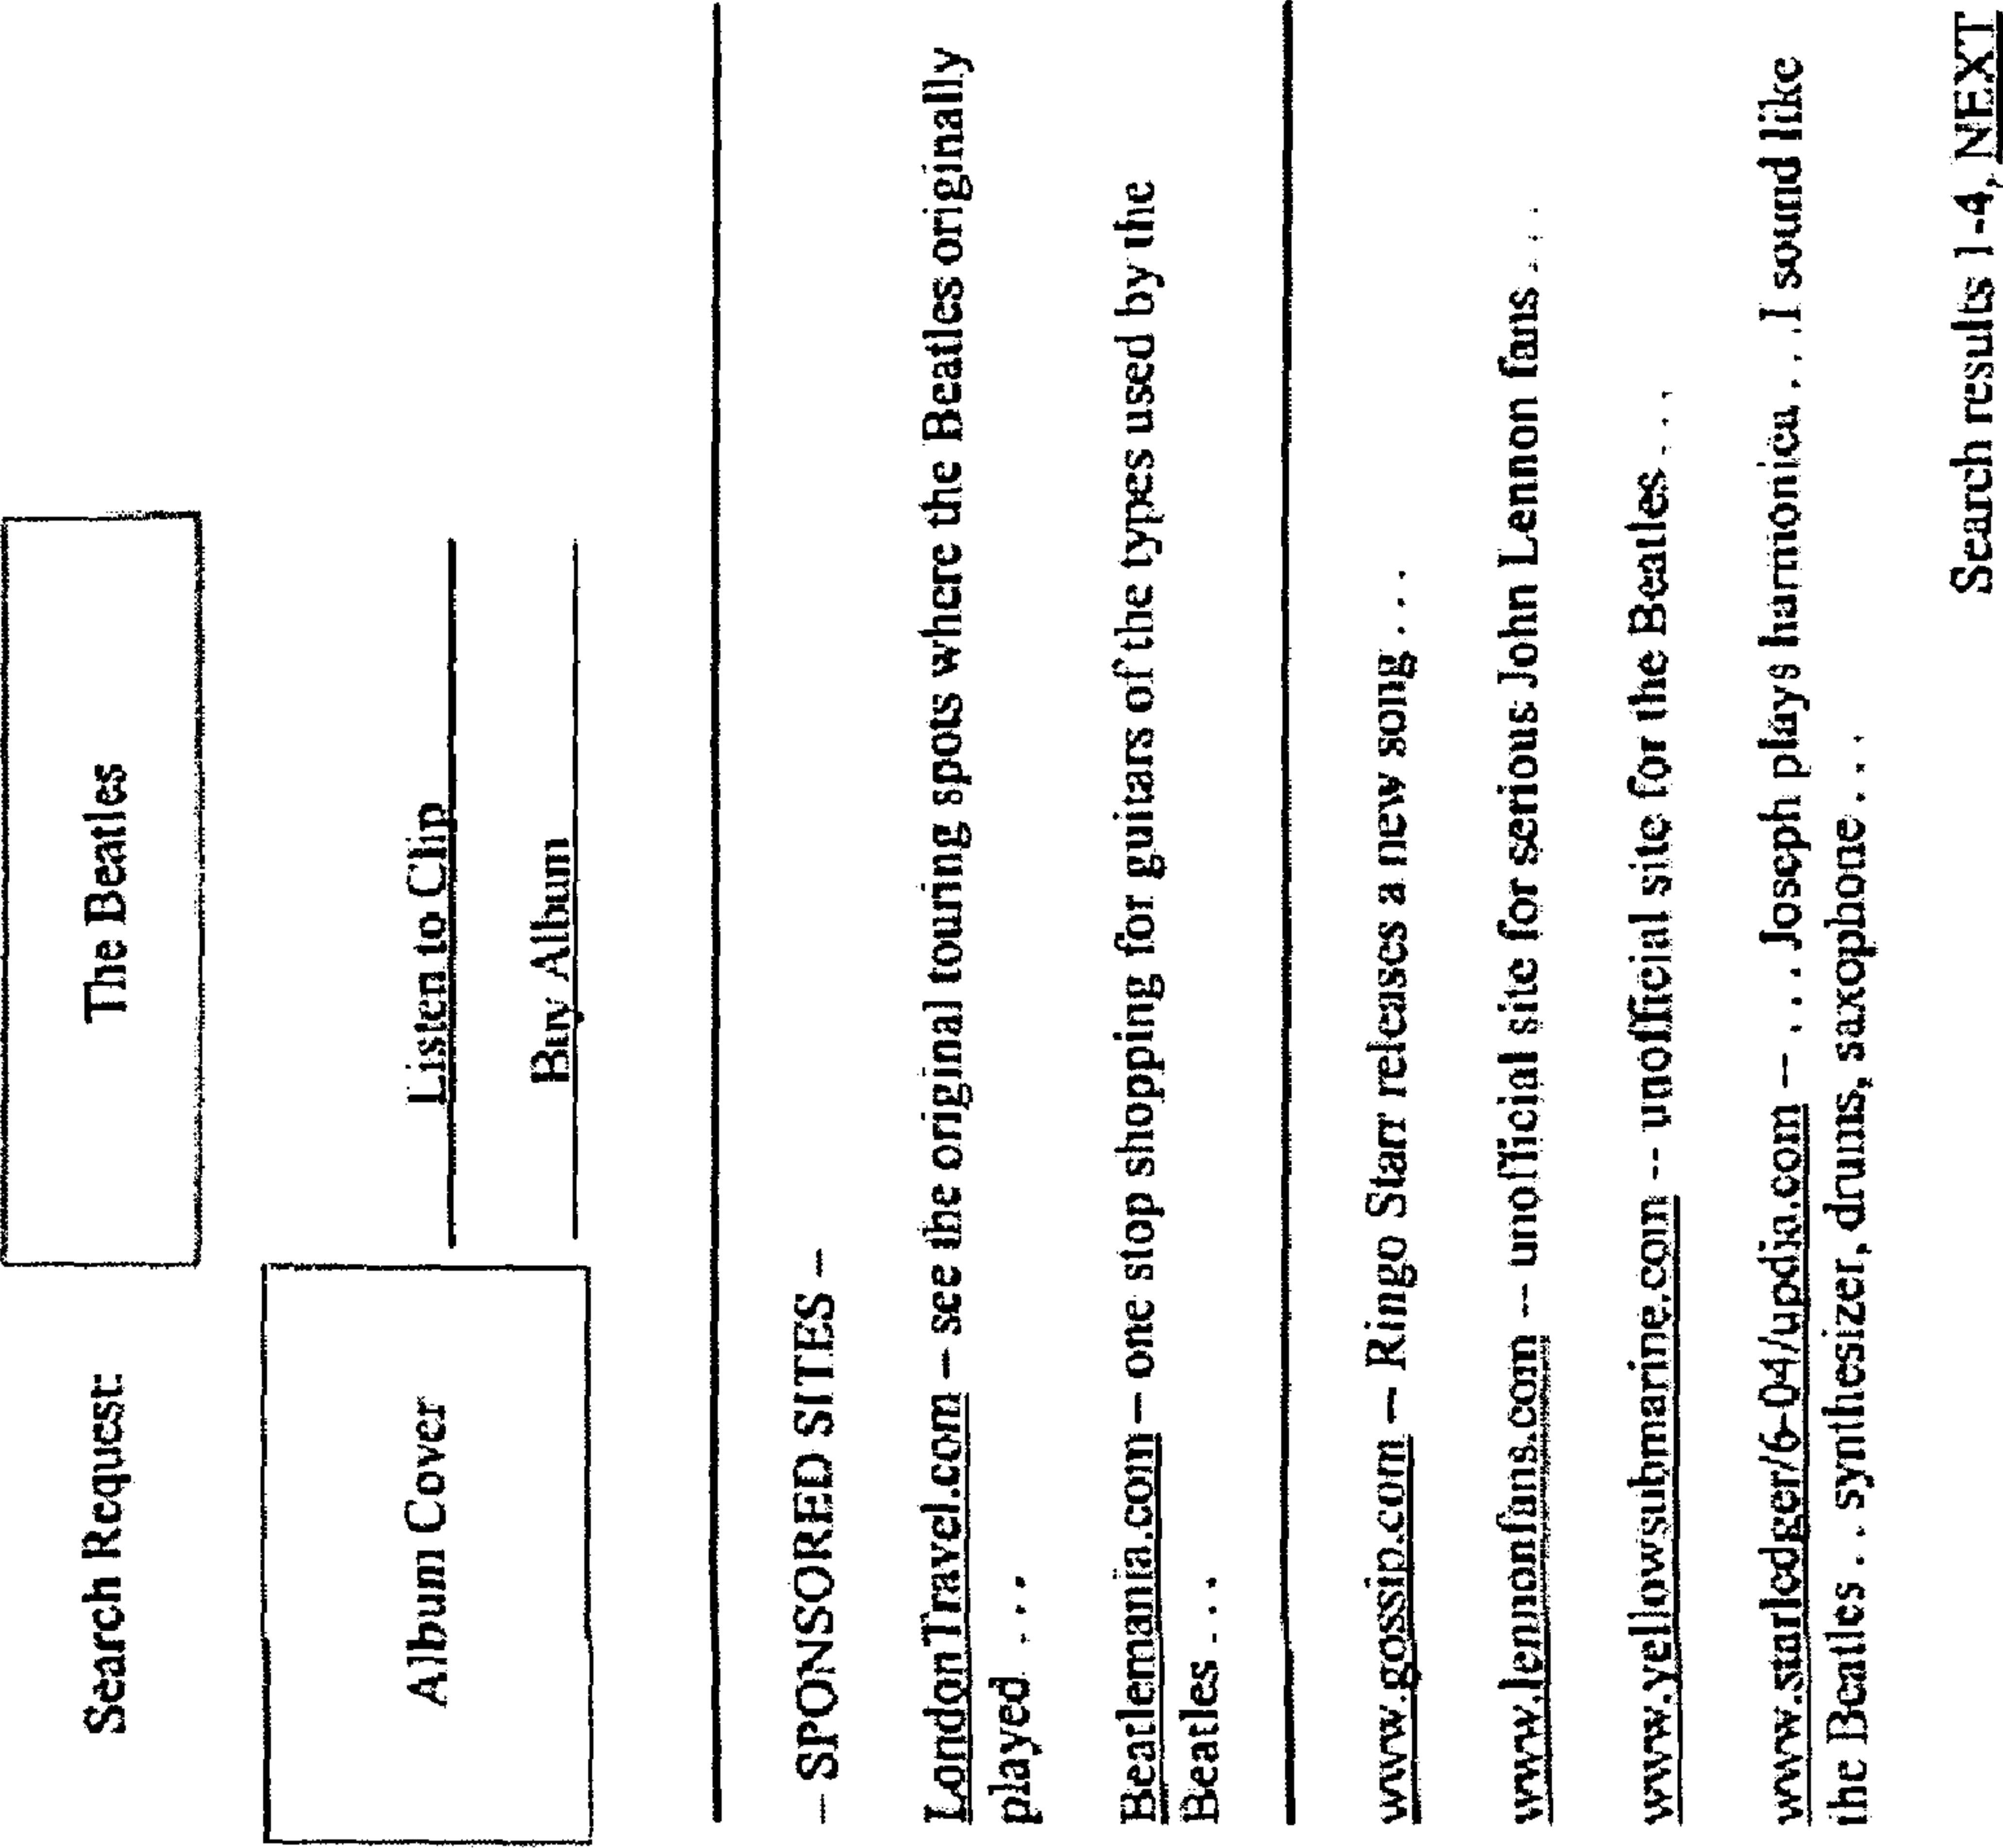 Search Request:
The Beatles
Album Cover
Listen to Clip
Buy Album
– SPONSORED SITES –
LondonTravel.com – see the original touring spots where the Beatles originally
played . . .
Beatlemania.com – one stop shopping for guitars of the types used by the
Beatles . . .
www.gossip.com – Ringo Starr releases a new song . . . .
www.lennonfans.com -- unofficial site for serious John Lennon fans . . . .
www.yellowsubmarine.com -- unofficial site for the Beatles . . . .
www.starledger/6-04/updia.com -- . . . Joseph plays harmonica . . . I sound like
the Beatles . . . synthesizer, drums, saxophone . . . .
Search results 1-4, NEXT